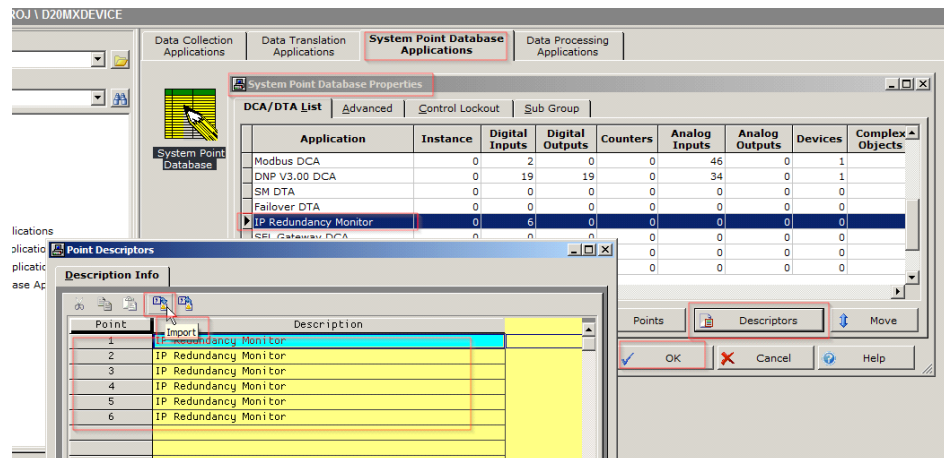 ROJ \ D20MXDEVICE
Data Collection Applications
Data Translation Applications
System Point Database Applications
Data Processing Applications
System Point Database
System Point Database Properties
DCA/DTA List
Advanced
Control Lockout
Sub Group
Application Instance Digital Inputs Digital Outputs Counters Analog Inputs Analog Outputs Devices Complex Objects
Modbus DCA 0 2 0 0 46 0 1
DNP V3.00 DCA 0 19 19 0 34 0 1
SM DTA 0 0 0 0 0 0 0
Failover DTA 0 0 0 0 0 0 0
IP Redundancy Monitor 0 6 0 0 0 0 0
SEL Gateway DCA 0 0 0 0 0 0 0
0 0 0 0
0 0 0 0
Points
Descriptors
Move
OK
Cancel
Help
lications
plicatio
plicatio
ase Ap
Point Descriptors
Description Info
Import
Point Description
1 IP Redundancy Monitor
2 IP Redundancy Monitor
3 IP Redundancy Monitor
4 IP Redundancy Monitor
5 IP Redundancy Monitor
6 IP Redundancy Monitor